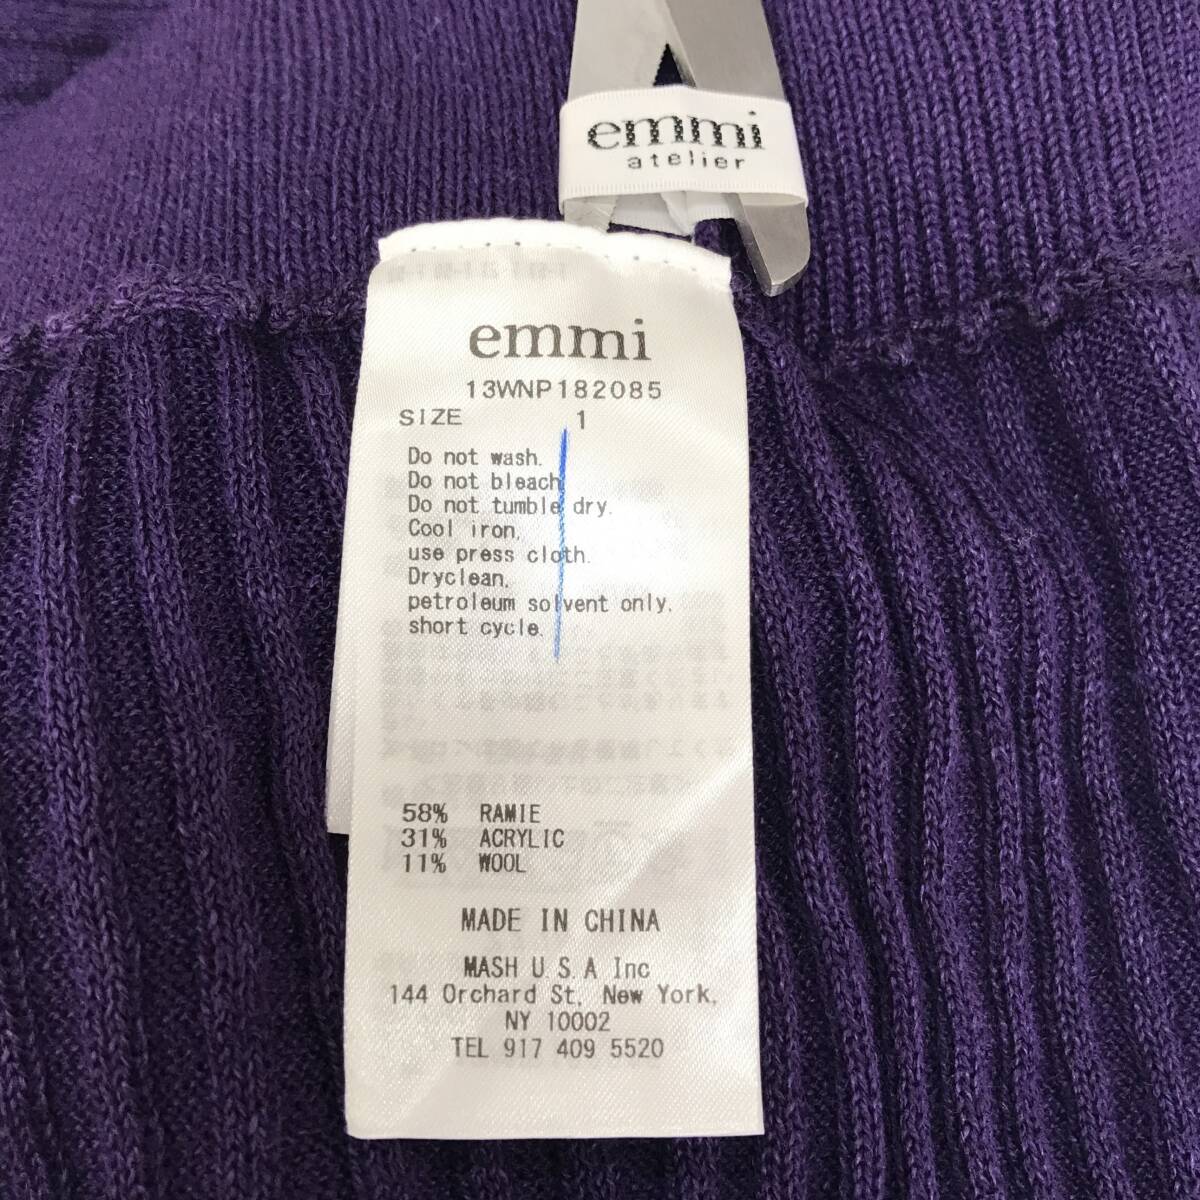 emmi
atelier
emmi
13WNP182085
SIZE 1
Do not wash.
Do not bleach
Do not tumble dry.
Cool iron,
use press cloth.
Dryclean,
petroleum solvent only,
short cycle.
58% RAMIE
31% ACRYLIC
11% WOOL
MADE IN CHINA
MASH U.S.A Inc
144 Orchard St, New York,
NY 10002
TEL 917 409 5520